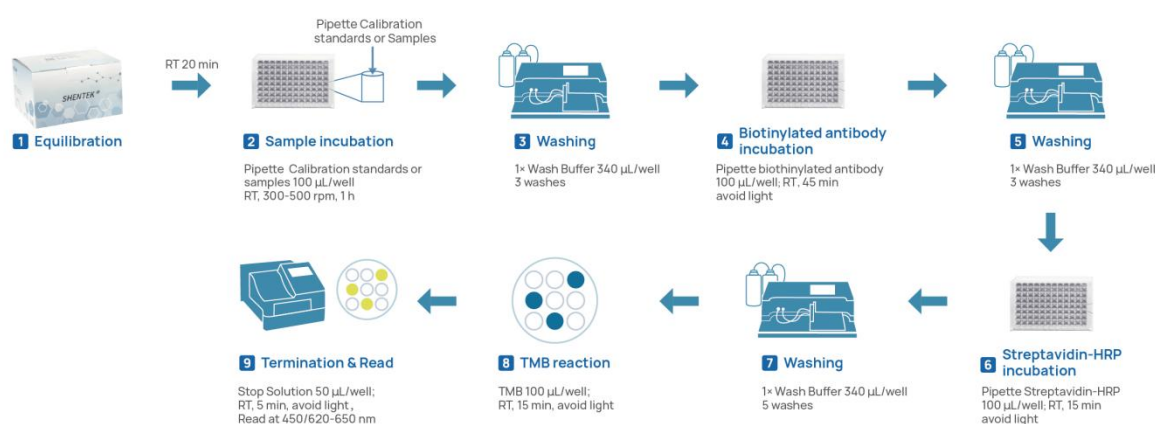 Pipette Calibration
standards or Samples
RT 20 min
SHENTEK®
1 Equilibration
2 Sample incubation
Pipette Calibration standards or
samples 100 µL/well
RT, 300-500 rpm, 1 h
3 Washing
1× Wash Buffer 340 µL/well
3 washes
4 Biotinylated antibody
incubation
Pipette biothinylated antibody
100 µL/well; RT, 45 min
avoid light
5 Washing
1× Wash Buffer 340 µL/well
3 washes
6 Streptavidin-HRP
incubation
Pipette Streptavidin-HRP
100 µL/well; RT, 15 min
avoid light
7 Washing
1× Wash Buffer 340 µL/well
5 washes
8 TMB reaction
TMB 100 µL/well;
RT, 15 min, avoid light
9 Termination & Read
Stop Solution 50 µL/well;
RT, 5 min, avoid light,
Read at 450/620-650 nm